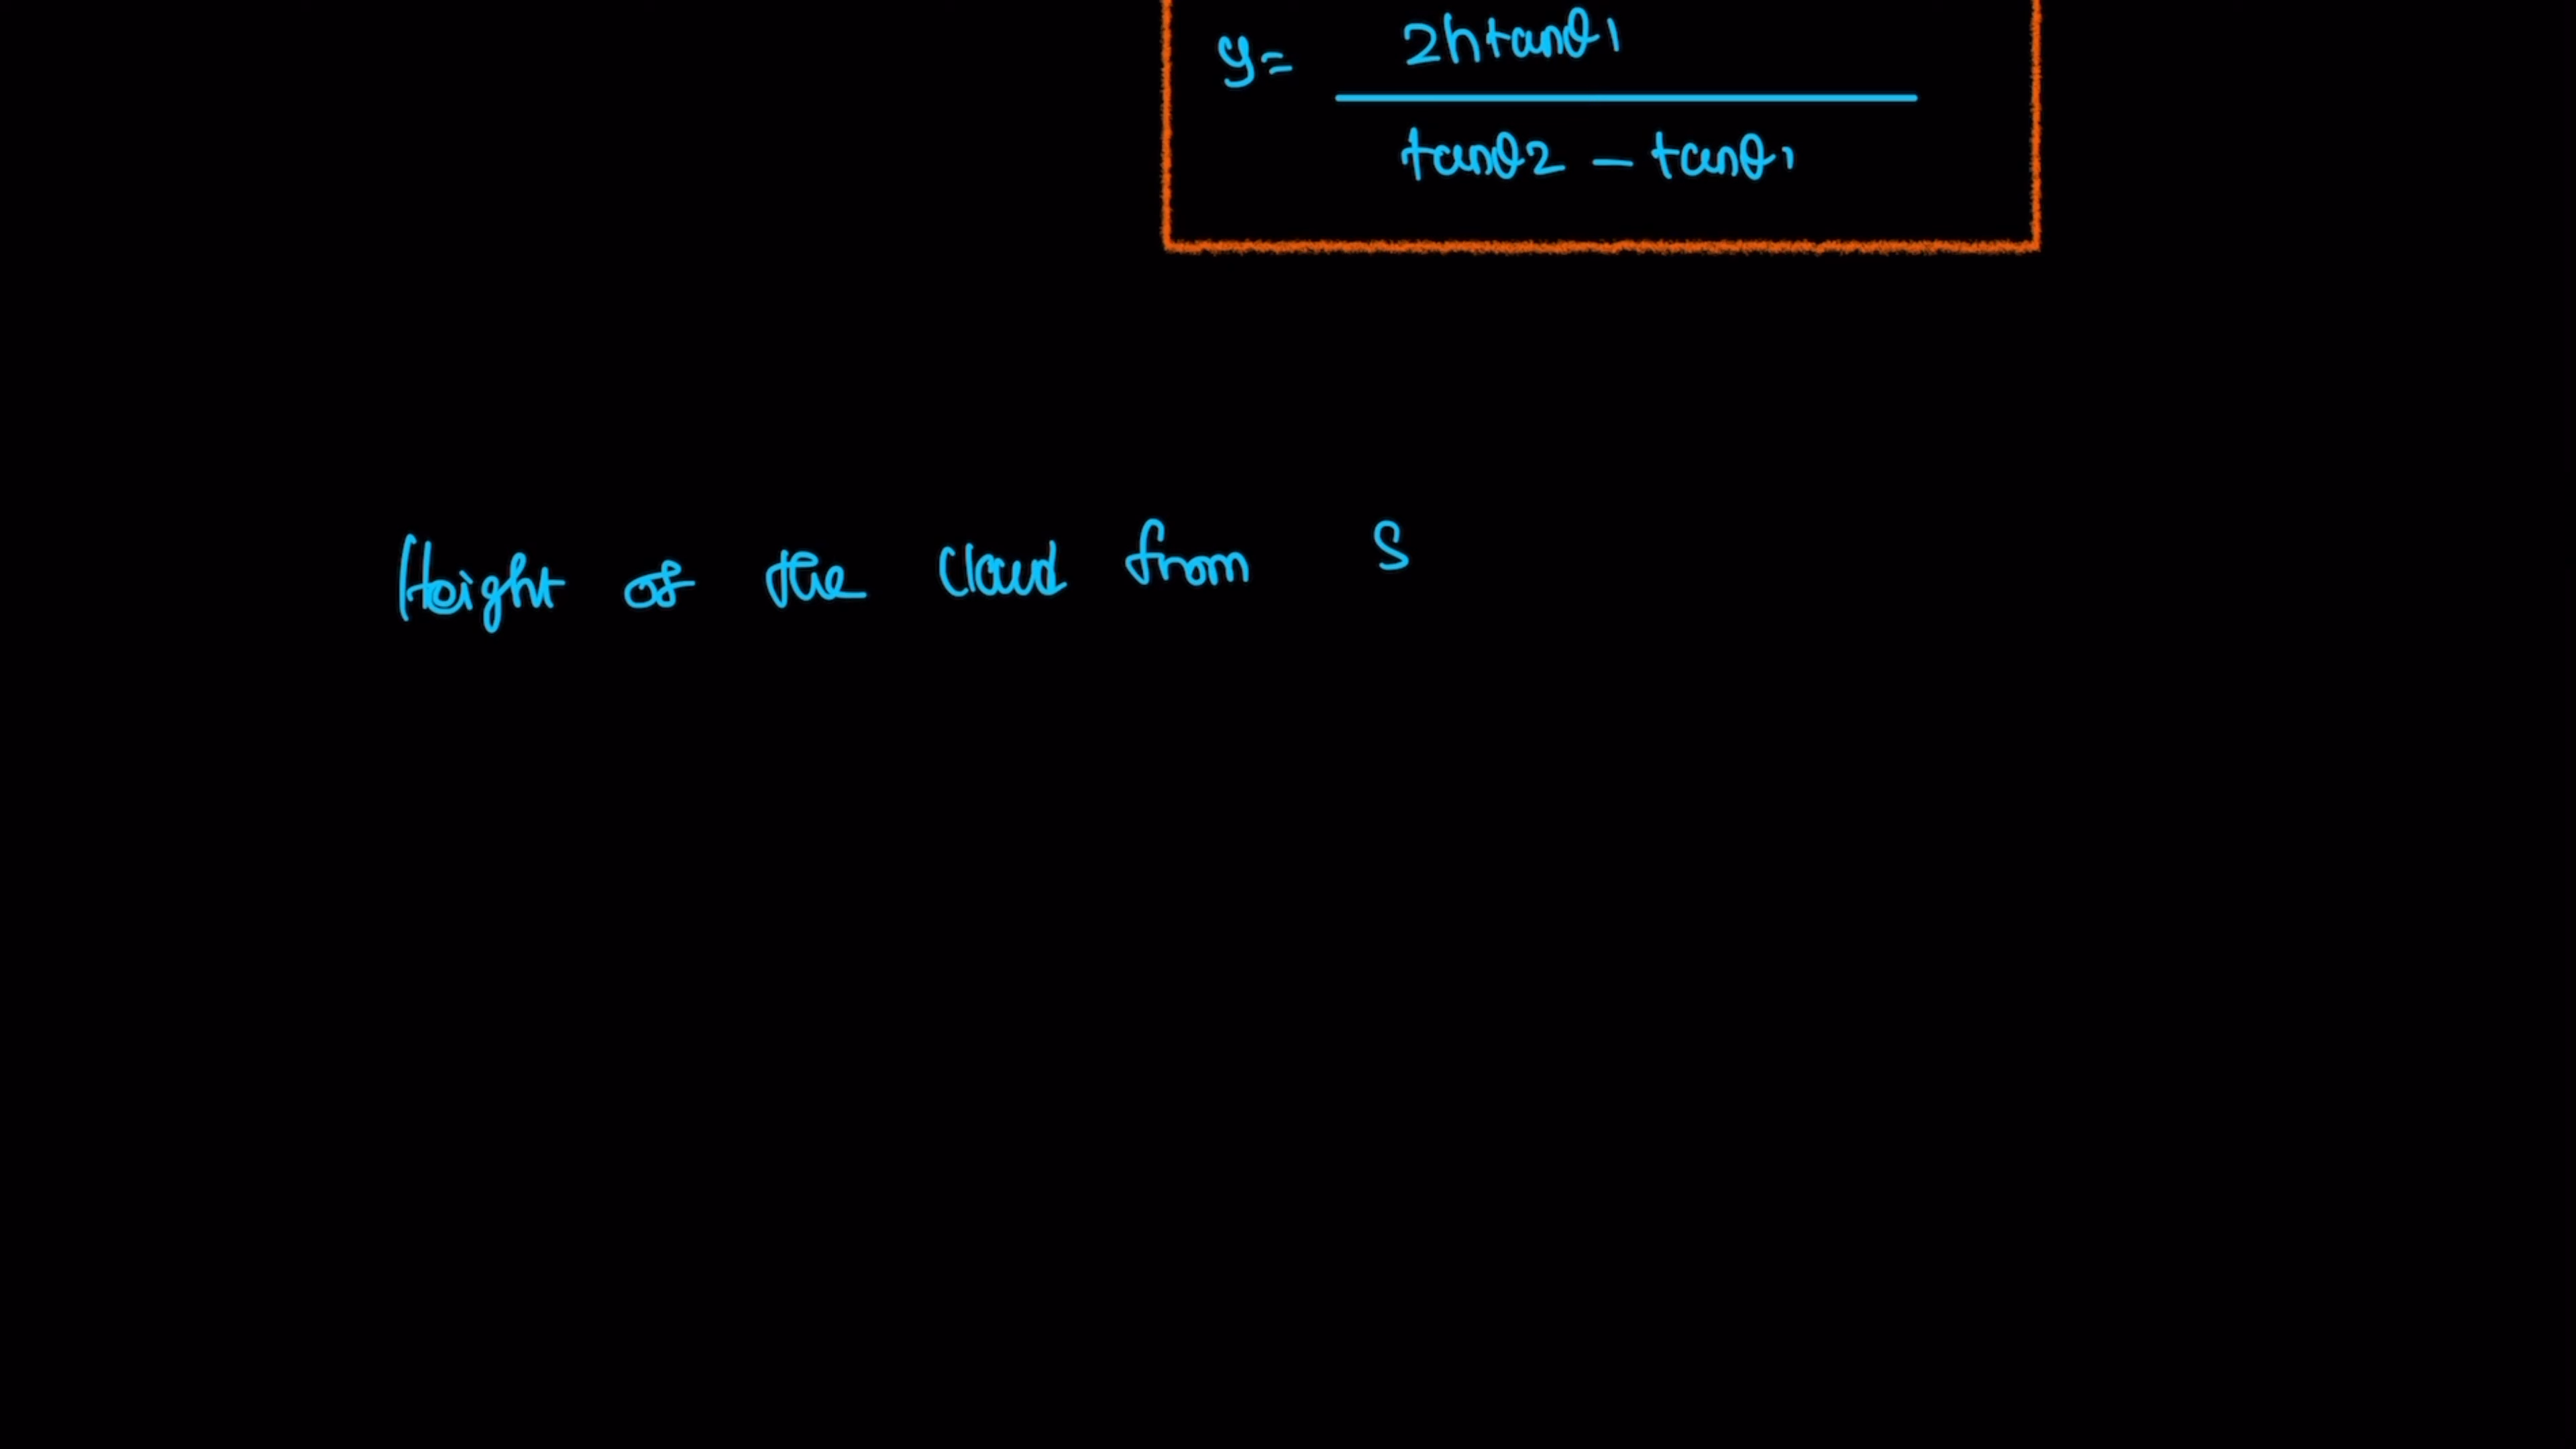 y= 2htanθ1
tanθ2 - tanθ1
Height of the cloud from S